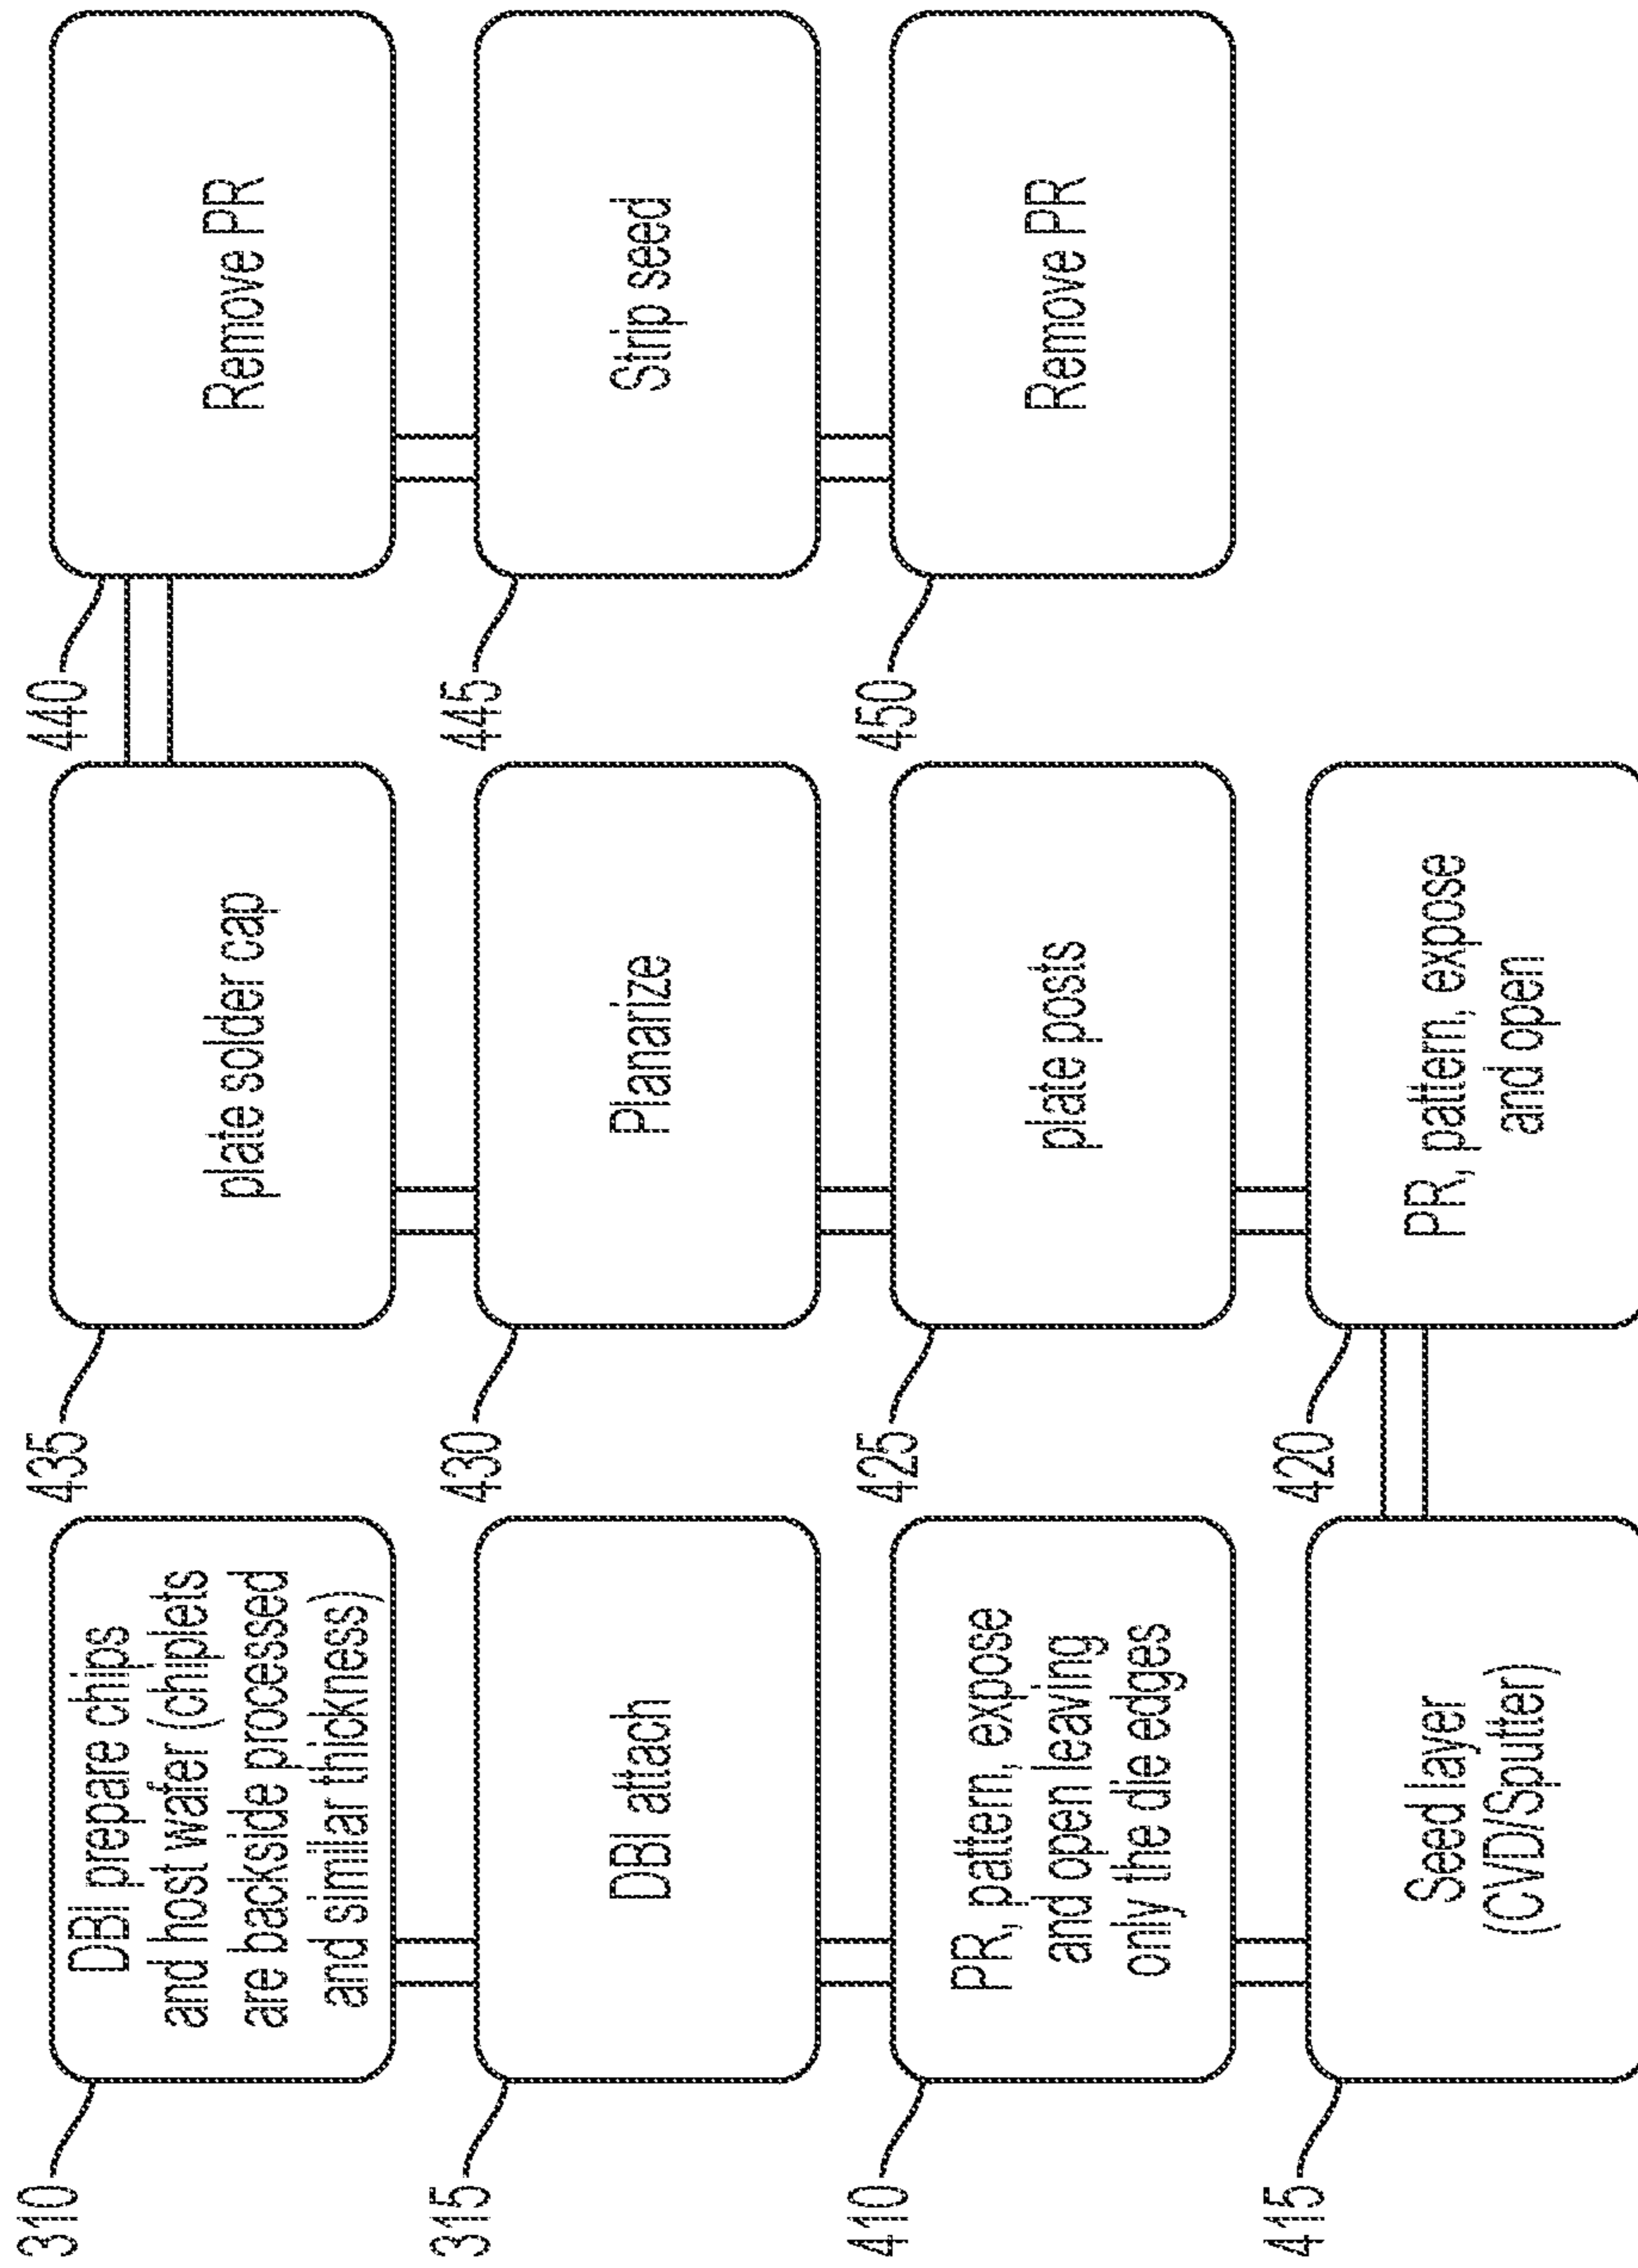 310
DBI prepare chips
and host wafer (chiplets
are backside processed
and similar thickness)
315
DBI attach
410
PR, pattern, expose
and open leaving
only the die edges
415
Seed layer
(CVD/Sputter)
420
PR, pattern, expose
and open
425
plate posts
430
Planarize
435
plate solder cap
440
Remove PR
445
Strip seed
450
Remove PR